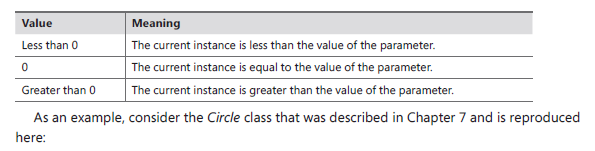 Value Meaning
Less than 0 The current instance is less than the value of the parameter.
0 The current instance is equal to the value of the parameter.
Greater than 0 The current instance is greater than the value of the parameter.
As an example, consider the Circle class that was described in Chapter 7 and is reproduced
here: